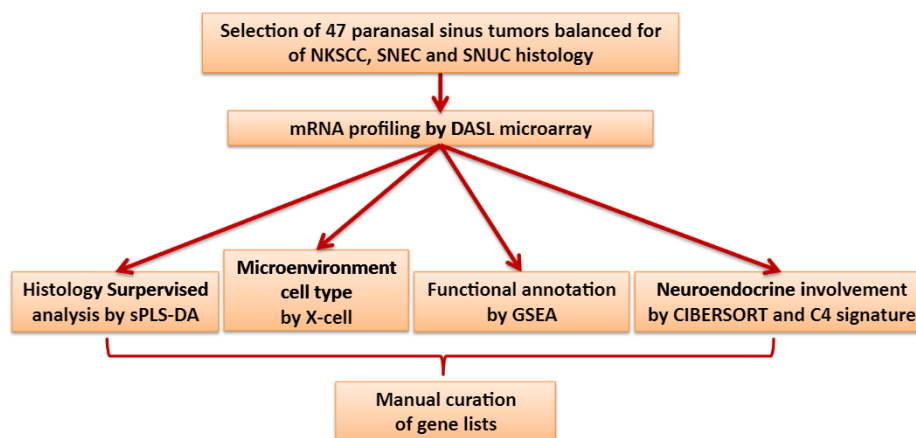 Selection of 47 paranasal sinus tumors balanced for
of NKSCC, SNEC and SNUC histology
mRNA profiling by DASL microarray
Histology Surpervised
analysis by sPLS-DA
Microenvironment
cell type
by X-cell
Functional annotation
by GSEA
Neuroendocrine involvement
by CIBERSORT and C4 signature
Manual curation
of gene lists